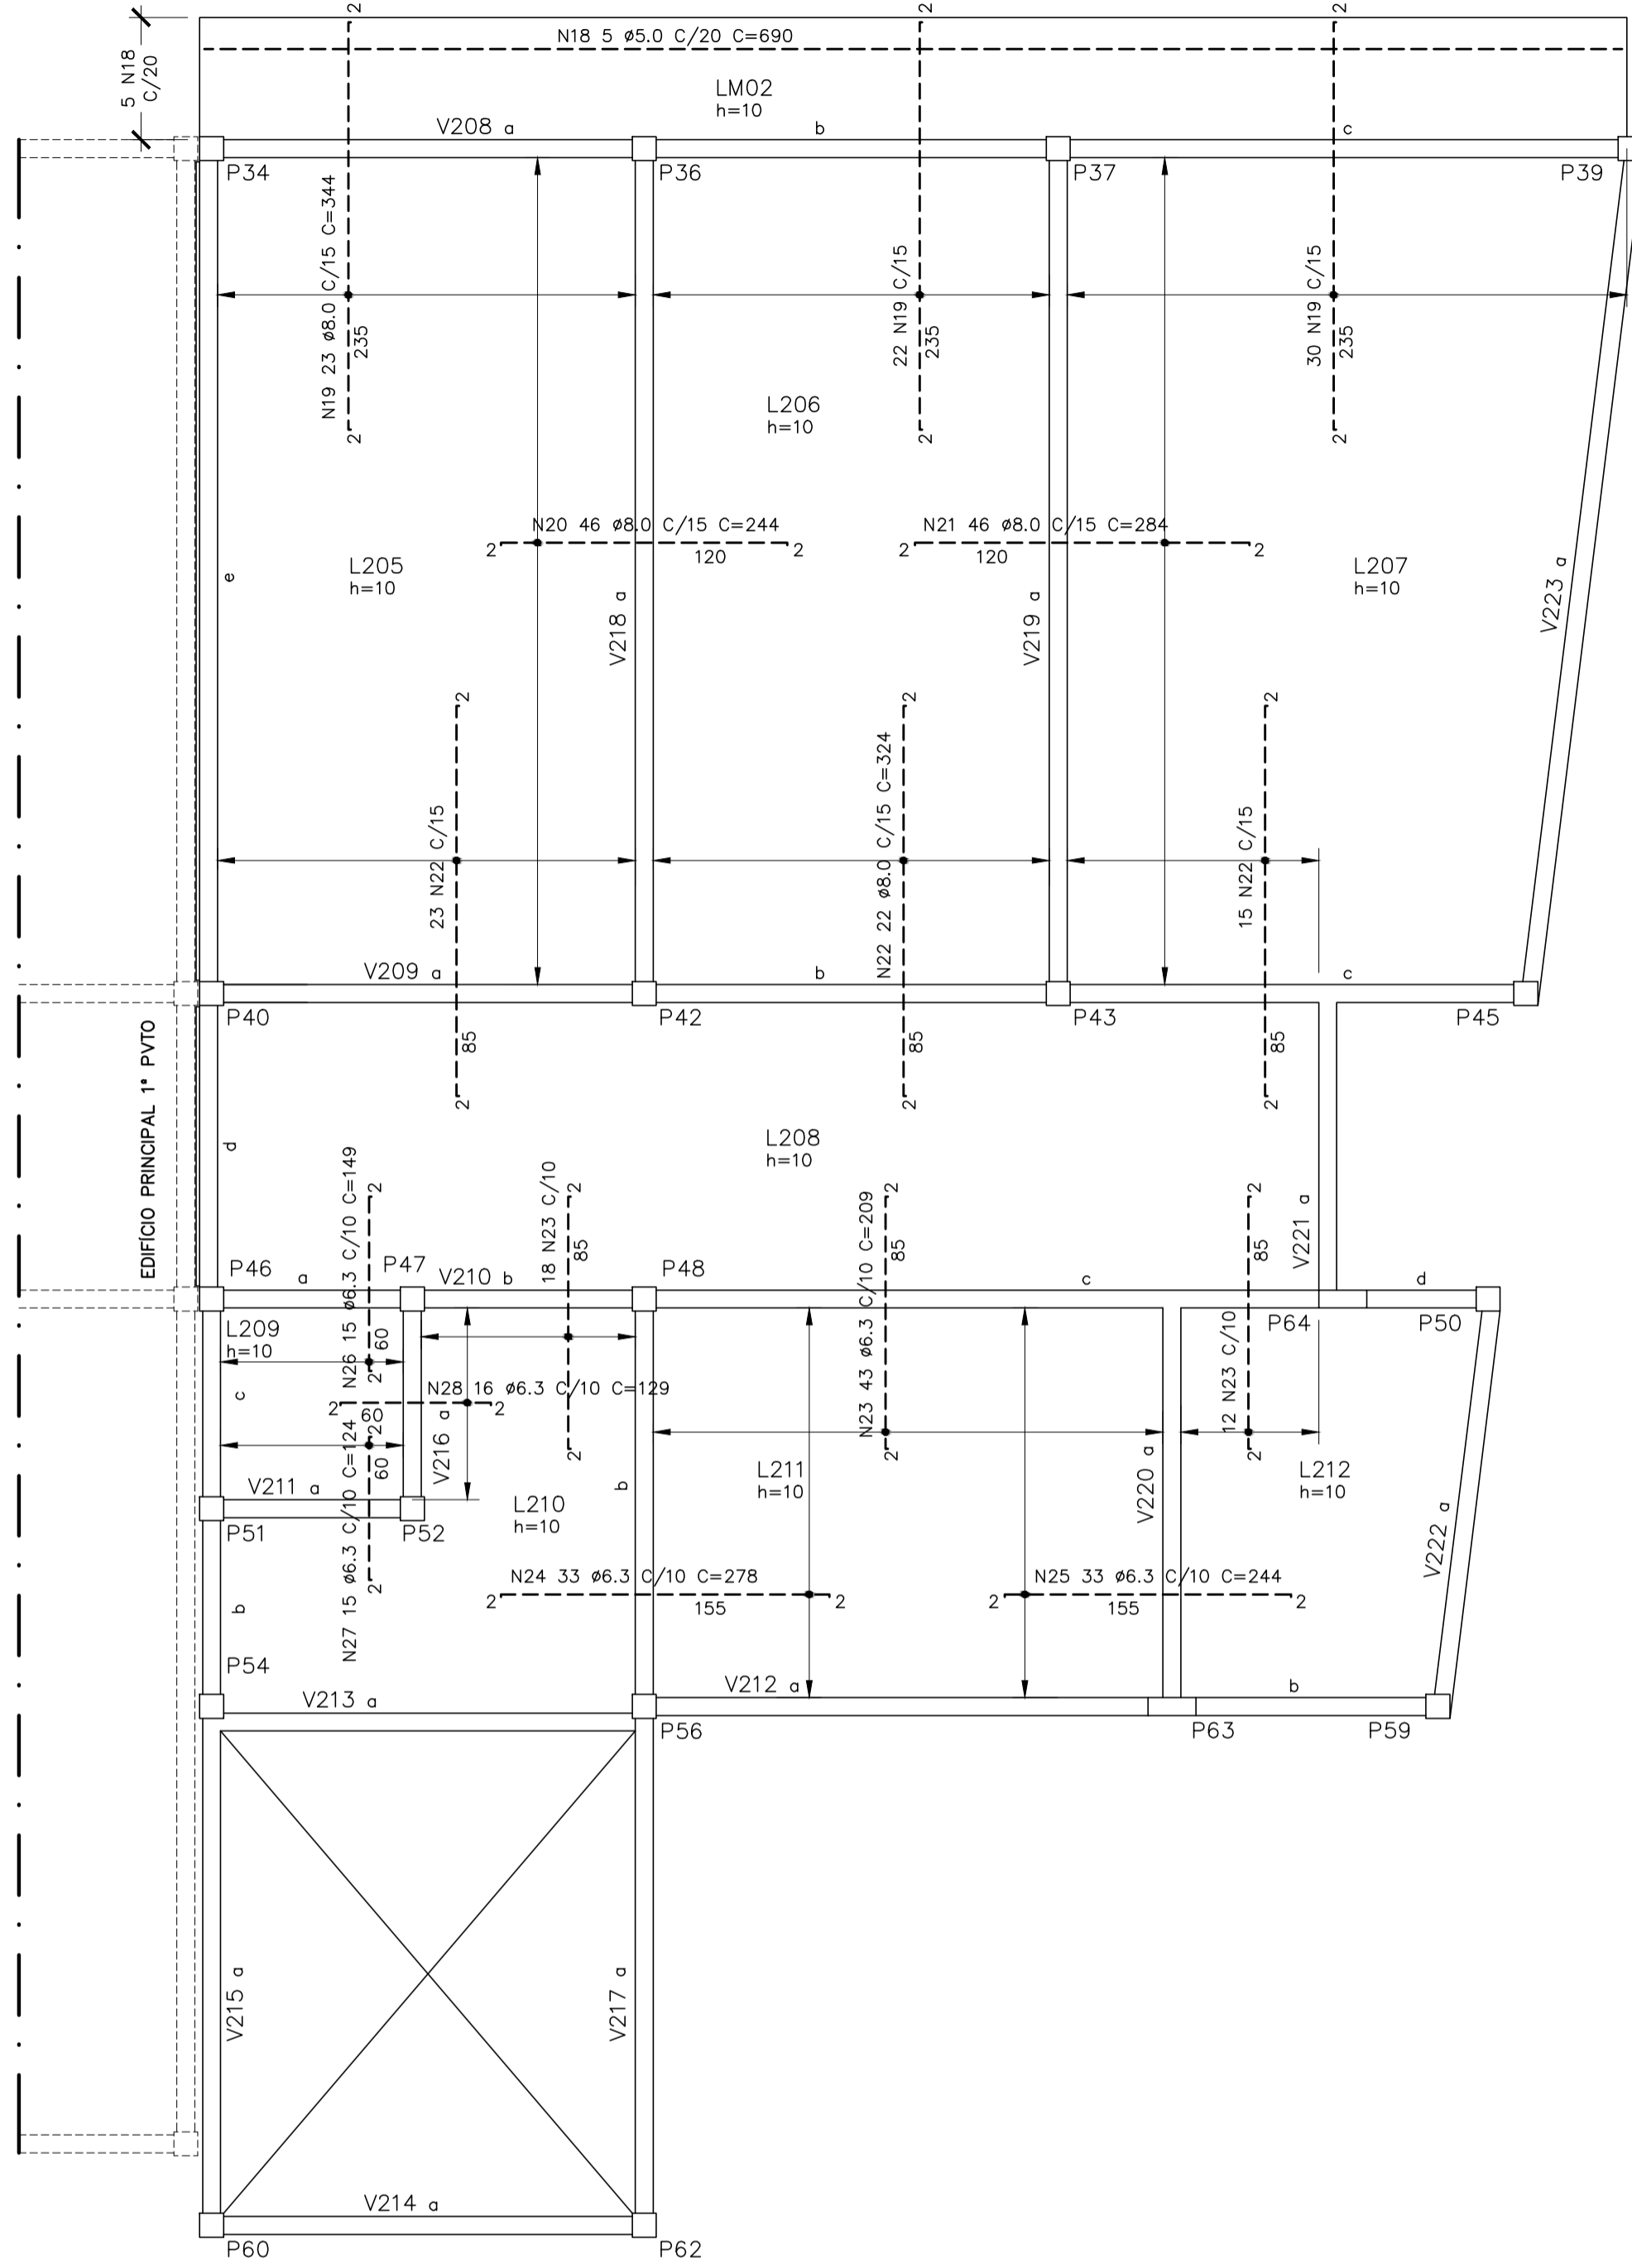 2
2
2
N18 5 ø5.0 C/20 C=690
5 N18
C/20
LM02
h=10
V208 a
b
c
P34
P36
P37
P39
N19 23 ø8.0 C/15 C=344
235
2
22 N19 C/15
235
2
30 N19 C/15
235
2
L206
h=10
N20 46 ø8.0 C/15 C=244
2
120
2
N21 46 ø8.0 C/15 C=284
2
120
2
L205
h=10
L207
h=10
e
V218 a
V219 a
V223 a
2
2
2
23 N22 C/15
N22 22 ø8.0 C/15 C=324
15 N22 C/15
V209 a
b
c
P40
P42
P43
P45
85
85
85
2
2
2
EDIFÍCIO PRINCIPAL 1º PVTO
d
L208
h=10
N26 15 ø6.3 C/10 C=149
2
60
2
18 N23 C/10
2
85
2
N23 43 ø6.3 C/10 C=209
2
85
2
12 N23 C/10
2
85
2
V221 a
P46
a
P47
V210 b
P48
c
d
P64
P50
L209
h=10
c
N28 16 ø6.3 C/10 C=129
2
60
2
N27 15 ø6.3 C/10 C=124
2
60
2
V216 a
V211 a
P51
P52
L210
h=10
b
L211
h=10
V220 a
L212
h=10
V222 a
N24 33 ø6.3 C/10 C=278
2
155
2
N25 33 ø6.3 C/10 C=244
2
155
2
b
P54
V213 a
V212 a
b
P56
P63
P59
V215 a
V217 a
V214 a
P60
P62